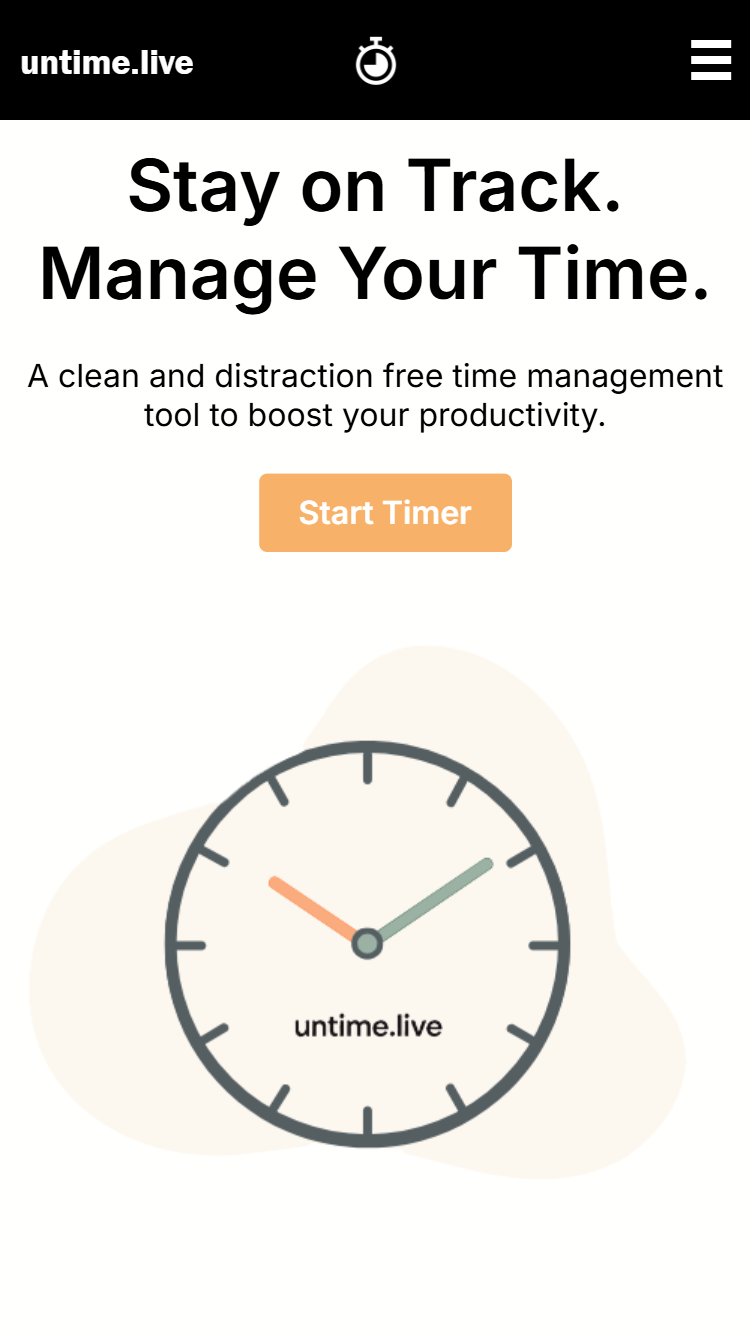 untime.live
Stay on Track.
Manage Your Time.
A clean and distraction free time management
tool to boost your productivity.
Start Timer
untime.live